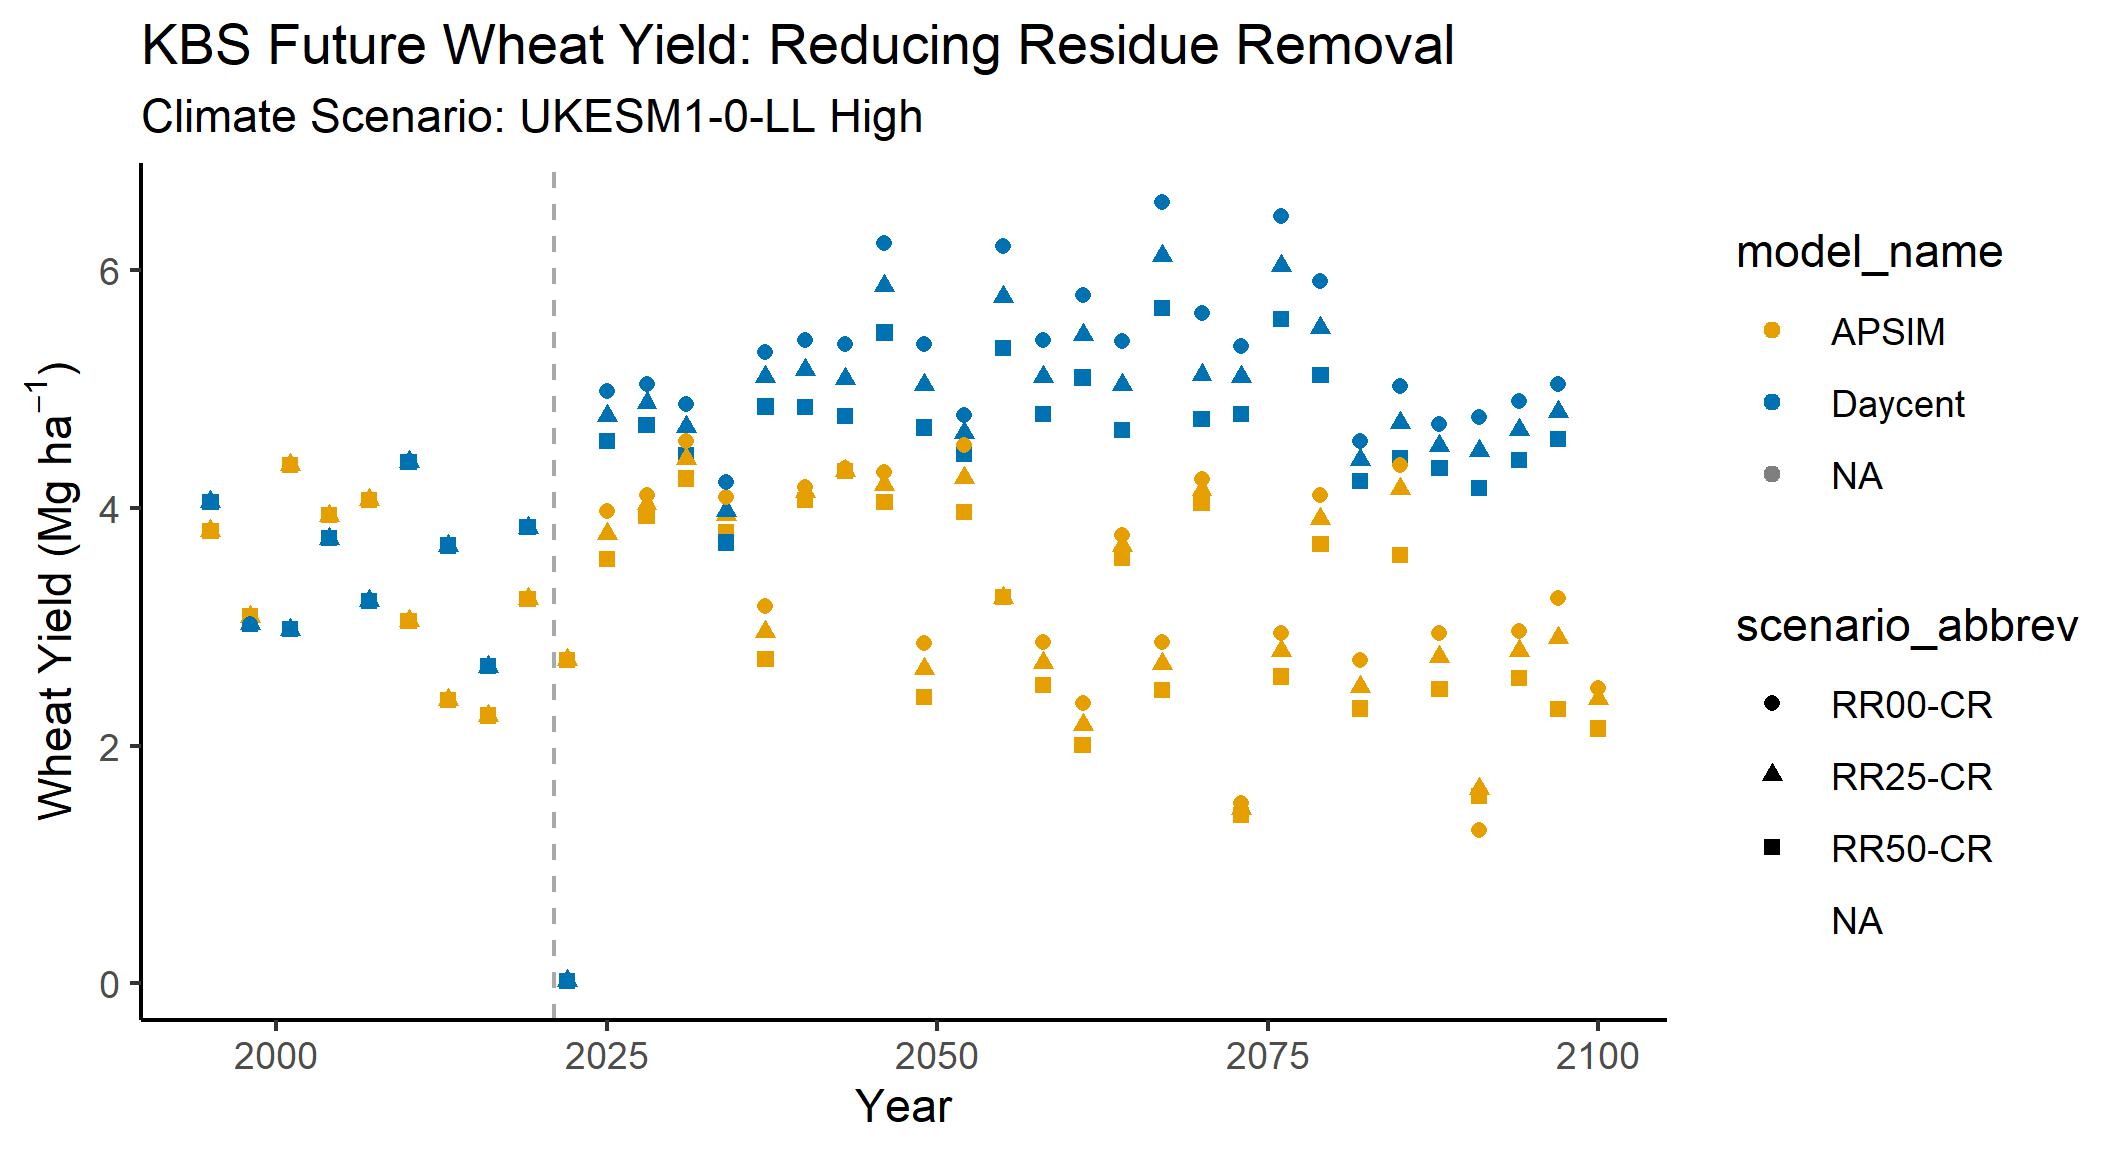 KBS Future Wheat Yield: Reducing Residue Removal
Climate Scenario: UKESM1-0-LL High
Wheat Yield (Mg ha⁻¹)
6
4
2
0
2000 2025 2050 2075 2100
Year
model_name
APSIM
Daycent
NA
scenario_abbrev
RR00-CR
RR25-CR
RR50-CR
NA